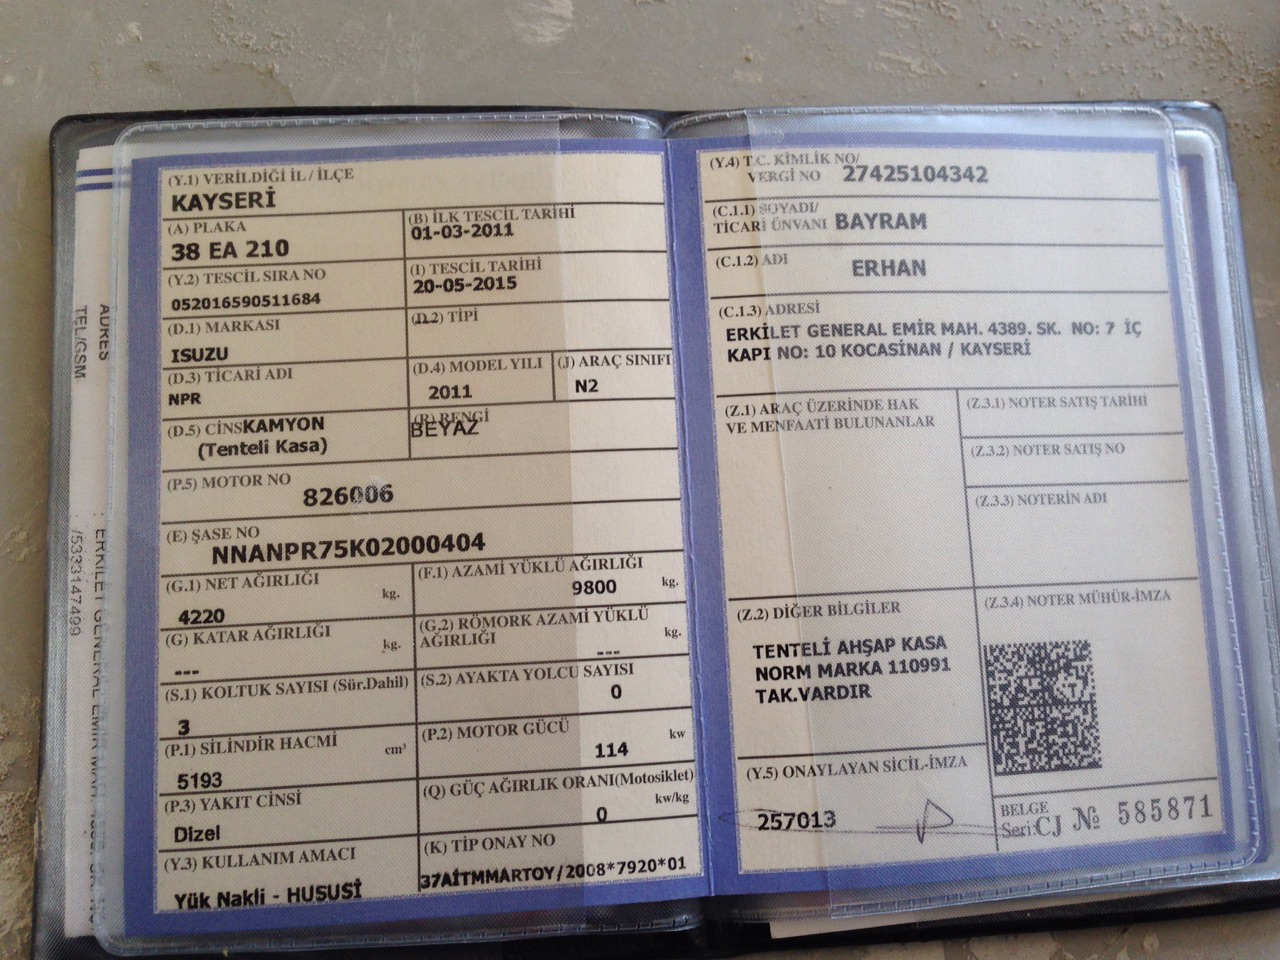 (Y.1) VERİLDİĞİ İL / İLÇE
KAYSERİ
(A) PLAKA
38 EA 210
(B) İLK TESCİL TARİHİ
01-03-2011
(Y.2) TESCİL SIRA NO
052016590511684
(I) TESCİL TARİHİ
20-05-2015
(D.1) MARKASI
ISUZU
(D.2) TİPİ
(D.3) TİCARİ ADI
NPR
(D.4) MODEL YILI
2011
(J) ARAÇ SINIFI
N2
(D.5) CİNS KAMYON
(Tenteli Kasa)
(R) RENGİ
BEYAZ
(P.5) MOTOR NO
826006
(E) ŞASE NO
NNANPR75K02000404
(G.1) NET AĞIRLIĞI
kg.
4220
(F.1) AZAMİ YÜKLÜ AĞIRLIĞI
9800 kg.
(G) KATAR AĞIRLIĞI
kg.
---
(G.2) RÖMORK AZAMİ YÜKLÜ
AĞIRLIĞI kg.
---
(S.1) KOLTUK SAYISI (Sür.Dahil)
3
(S.2) AYAKTA YOLCU SAYISI
0
(P.1) SİLİNDİR HACMİ
cm³
5193
(P.2) MOTOR GÜCÜ
114 kw
(P.3) YAKIT CİNSİ
Dizel
(Q) GÜÇ AĞIRLIK ORANI(Motosiklet)
kw/kg
0
(Y.3) KULLANIM AMACI
Yük Nakli - HUSUSİ
(K) TİP ONAY NO
37AİTMMARTOY/2008*7920*01
(Y.4) T.C. KİMLİK NO/
VERGİ NO 27425104342
(C.1.1) SOYADI/
TİCARİ ÜNVANI BAYRAM
(C.1.2) ADI
ERHAN
(C.1.3) ADRESİ
ERKİLET GENERAL EMİR MAH. 4389. SK. NO: 7 İÇ
KAPI NO: 10 KOCASİNAN / KAYSERİ
(Z.1) ARAÇ ÜZERİNDE HAK
VE MENFAATİ BULUNANLAR
(Z.3.1) NOTER SATIŞ TARİHİ
(Z.3.2) NOTER SATIŞ NO
(Z.3.3) NOTERİN ADI
(Z.2) DİĞER BİLGİLER
TENTELİ AHŞAP KASA
NORM MARKA 110991
TAK.VARDIR
(Z.3.4) NOTER MÜHÜR-İMZA
(Y.5) ONAYLAYAN SİCİL-İMZA
257013
BELGE
Seri: CJ № 585871
ADRES
TEL/GSM
: ERKİLET GENERAL EMİR MAH.
: /5333147499